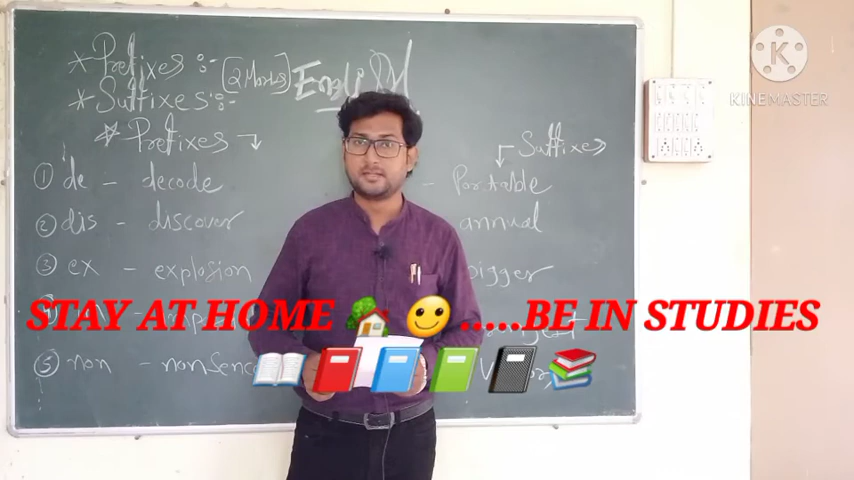 * Prefixes :- [2 Marks] English
* Suffixes :-
* Prefixes
Suffixes
① de - decode
- Portable
② dis - discover
annual
③ ex - explosion
bigger
⑤ non - nonsenc
STAY AT HOME 🏡 🙂.....BE IN STUDIES
📖📕📘📗📓📚
KINEMASTER